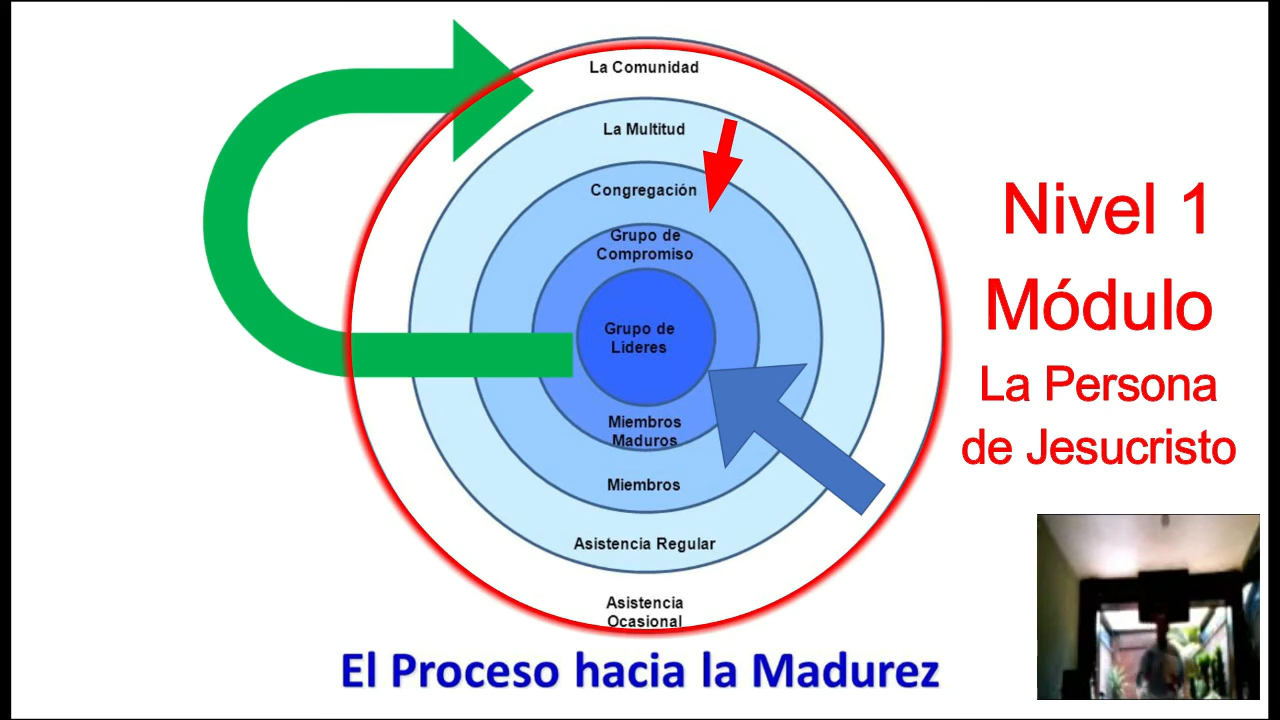 La Comunidad
La Multitud
Congregación
Grupo de
Compromiso
Grupo de
Lideres
Miembros
Maduros
Miembros
Asistencia Regular
Asistencia
Ocasional
El Proceso hacia la Madurez
Nivel 1
Módulo
La Persona
de Jesucristo